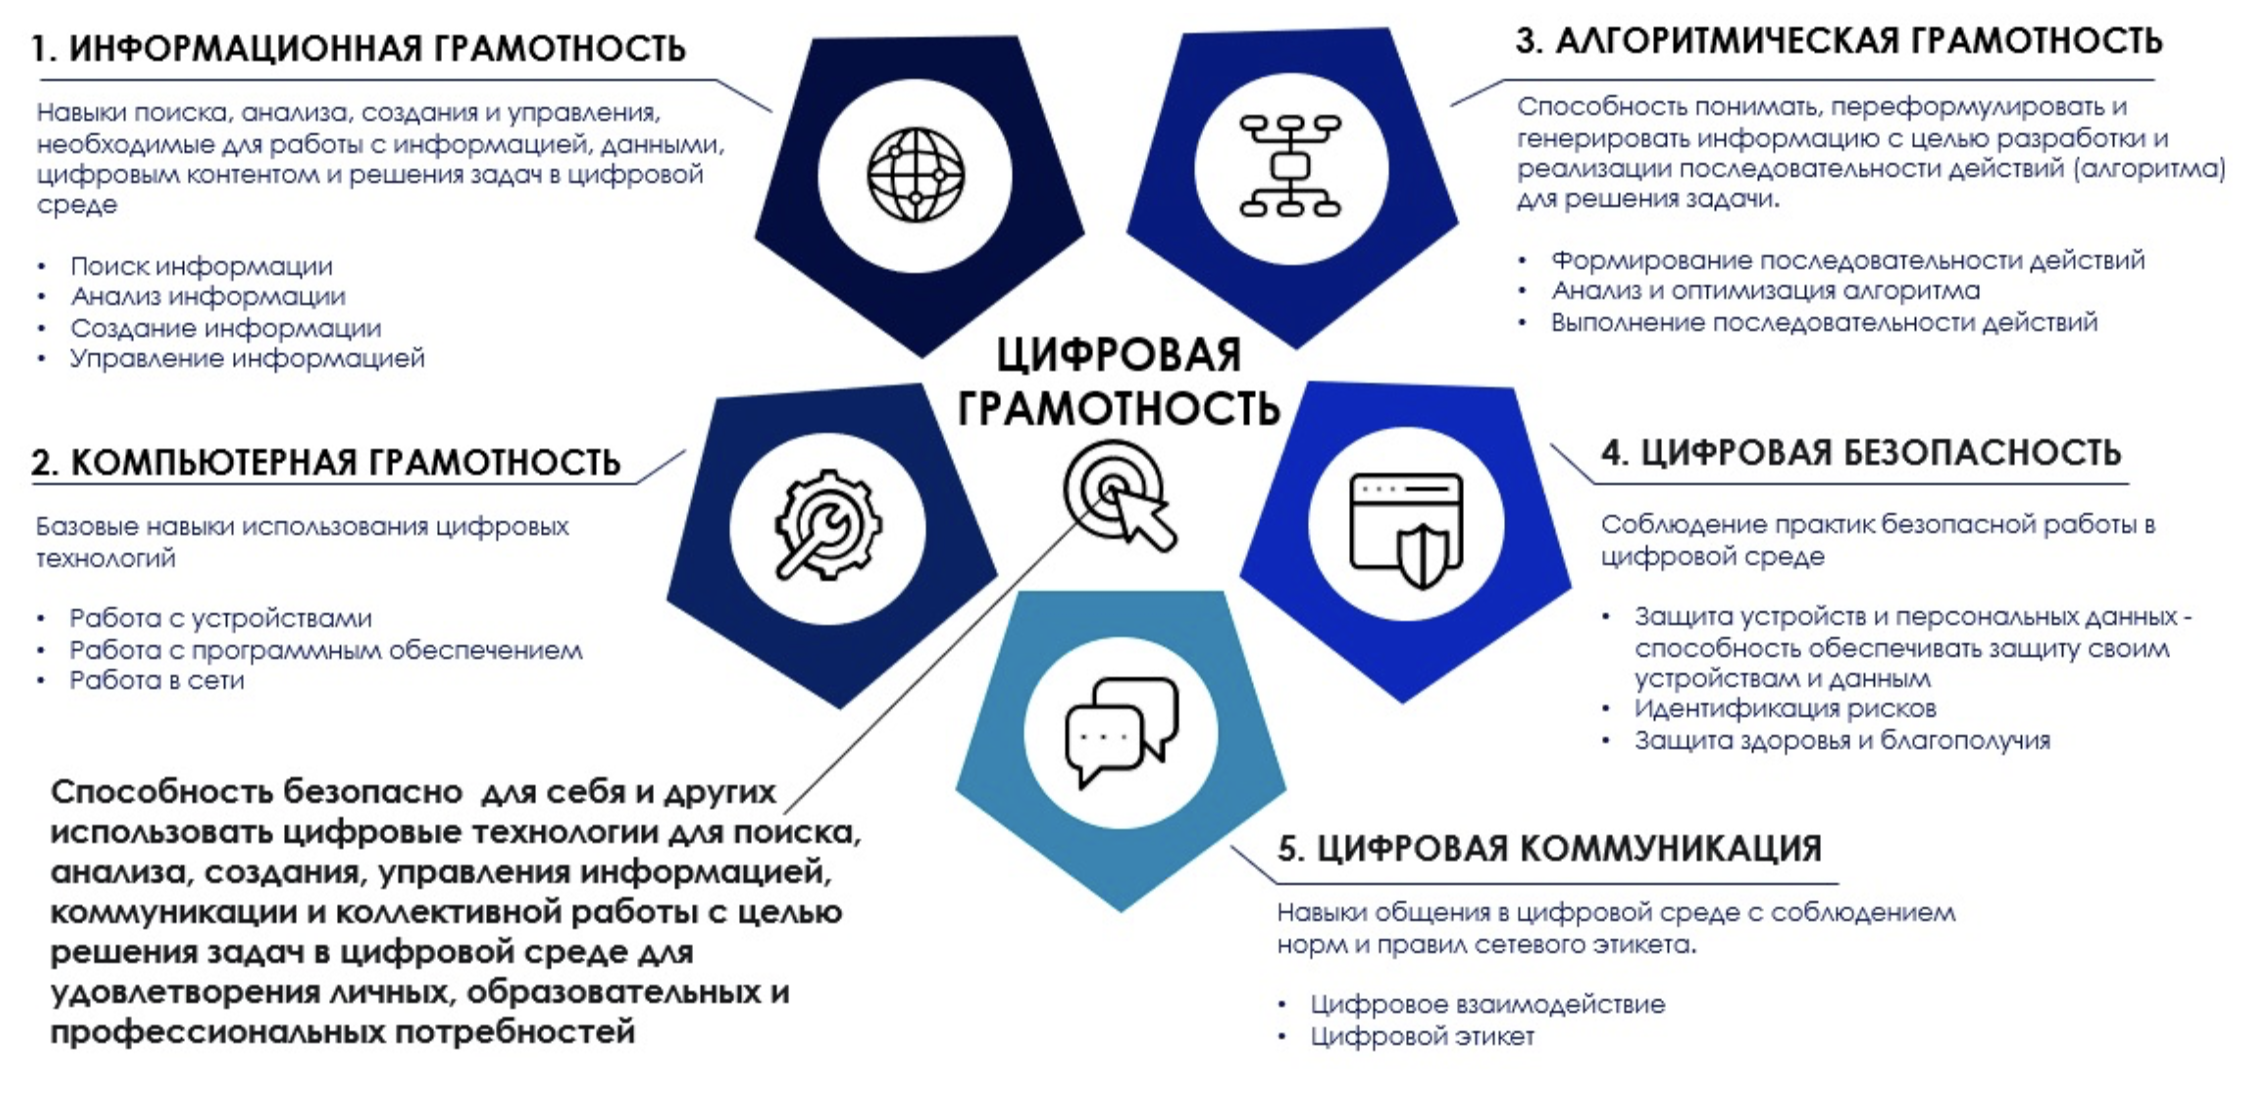 1. ИНФОРМАЦИОННАЯ ГРАМОТНОСТЬ
Навыки поиска, анализа, создания и управления,
необходимые для работы с информацией, данными,
цифровым контентом и решения задач в цифровой
среде
• Поиск информации
• Анализ информации
• Создание информации
• Управление информацией
2. КОМПЬЮТЕРНАЯ ГРАМОТНОСТЬ
Базовые навыки использования цифровых
технологий
• Работа с устройствами
• Работа с программным обеспечением
• Работа в сети
3. АЛГОРИТМИЧЕСКАЯ ГРАМОТНОСТЬ
Способность понимать, переформулировать и
генерировать информацию с целью разработки и
реализации последовательности действий (алгоритма)
для решения задачи.
• Формирование последовательности действий
• Анализ и оптимизация алгоритма
• Выполнение последовательности действий
ЦИФРОВАЯ
ГРАМОТНОСТЬ
4. ЦИФРОВАЯ БЕЗОПАСНОСТЬ
Соблюдение практик безопасной работы в
цифровой среде
• Защита устройств и персональных данных -
способность обеспечивать защиту своим
устройствам и данным
• Идентификация рисков
• Защита здоровья и благополучия
Способность безопасно для себя и других
использовать цифровые технологии для поиска,
анализа, создания, управления информацией,
коммуникации и коллективной работы с целью
решения задач в цифровой среде для
удовлетворения личных, образовательных и
профессиональных потребностей
5. ЦИФРОВАЯ КОММУНИКАЦИЯ
Навыки общения в цифровой среде с соблюдением
норм и правил сетевого этикета.
• Цифровое взаимодействие
• Цифровой этикет